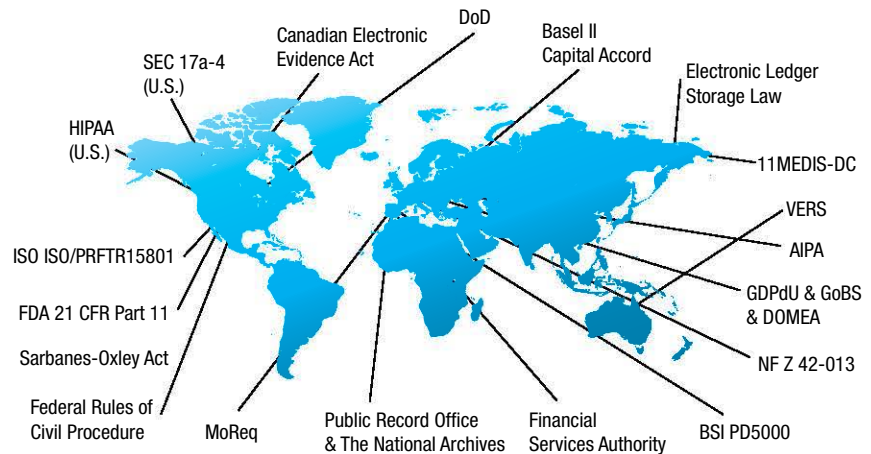 DoD
Canadian Electronic
Evidence Act
Basel II
Capital Accord
SEC 17a-4
(U.S.)
Electronic Ledger
Storage Law
HIPAA
(U.S.)
11MEDIS-DC
VERS
AIPA
ISO ISO/PRFTR15801
GDPdU & GoBS
& DOMEA
FDA 21 CFR Part 11
Sarbanes-Oxley Act
NF Z 42-013
Federal Rules of
Civil Procedure
MoReq
Public Record Office
& The National Archives
Financial
Services Authority
BSI PD5000